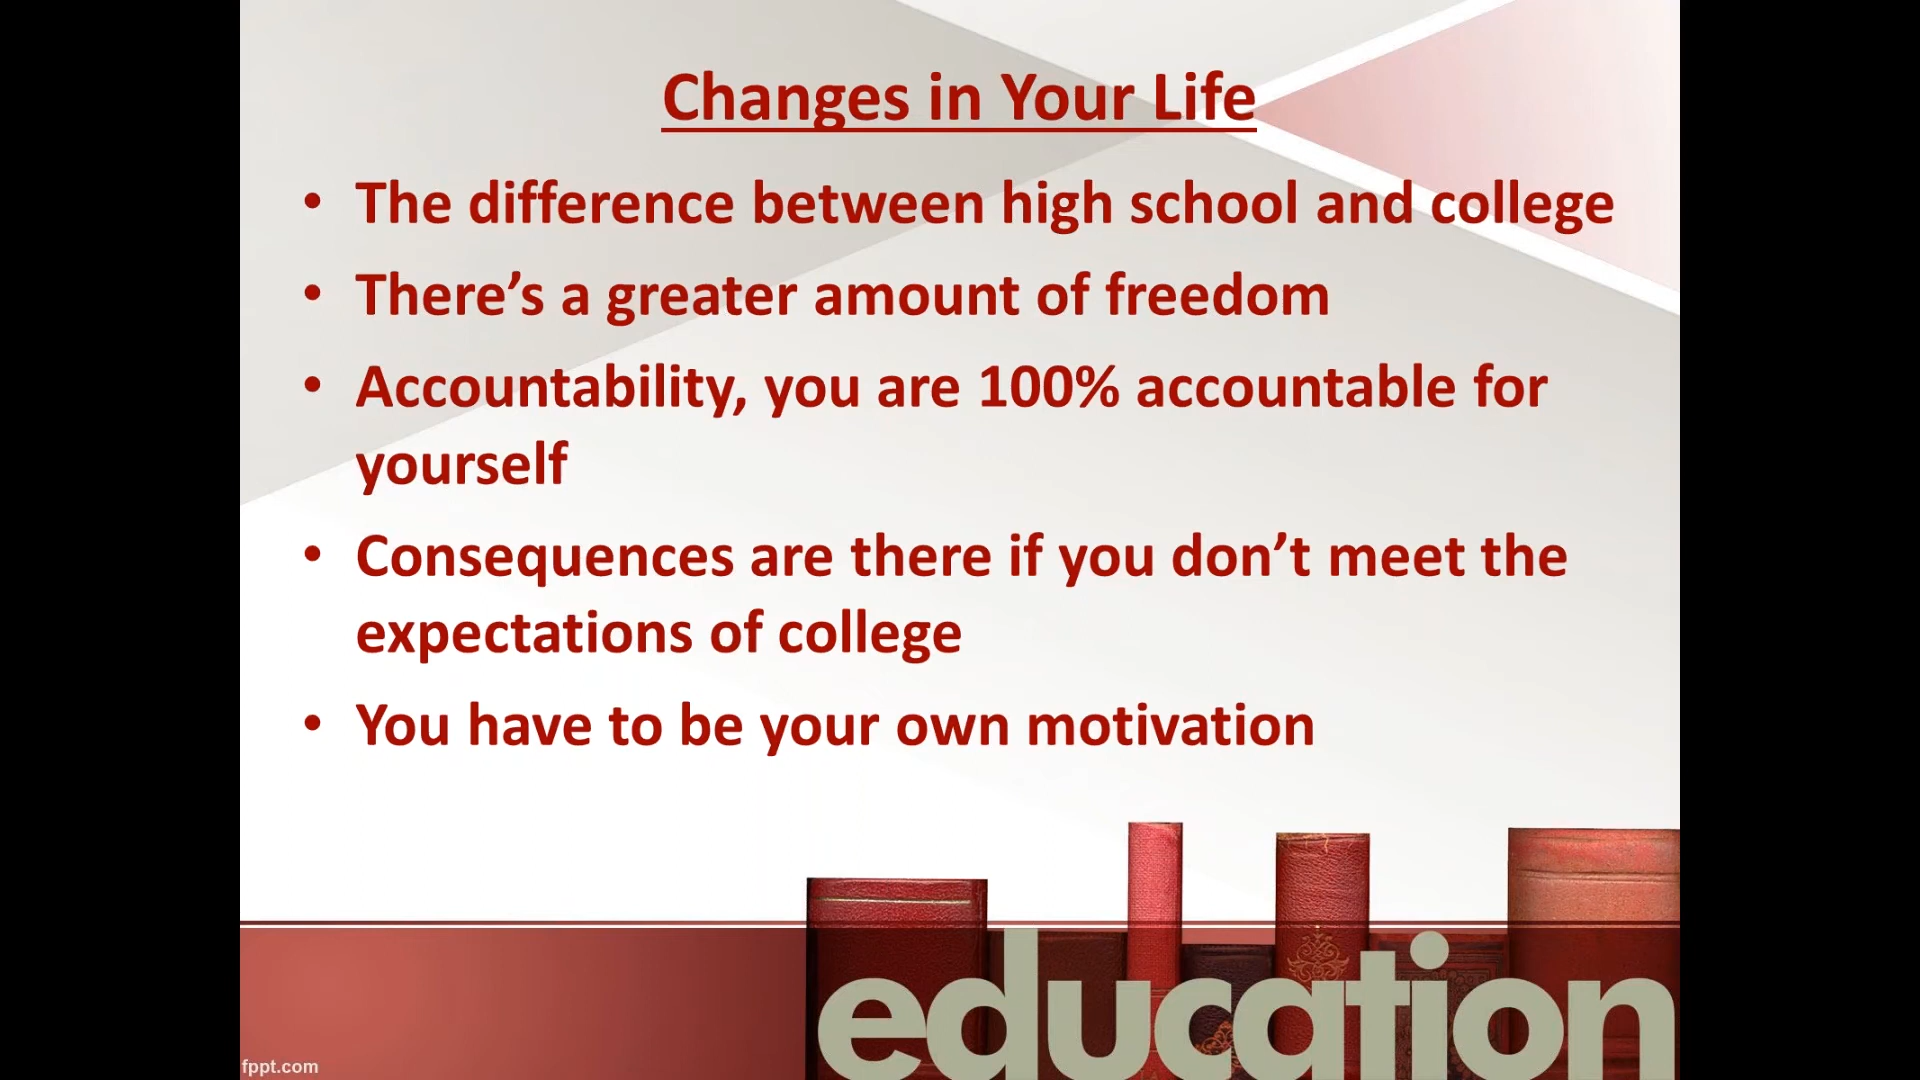 Changes in Your Life
• The difference between high school and college
• There’s a greater amount of freedom
• Accountability, you are 100% accountable for
yourself
• Consequences are there if you don’t meet the
expectations of college
• You have to be your own motivation
education
fppt.com